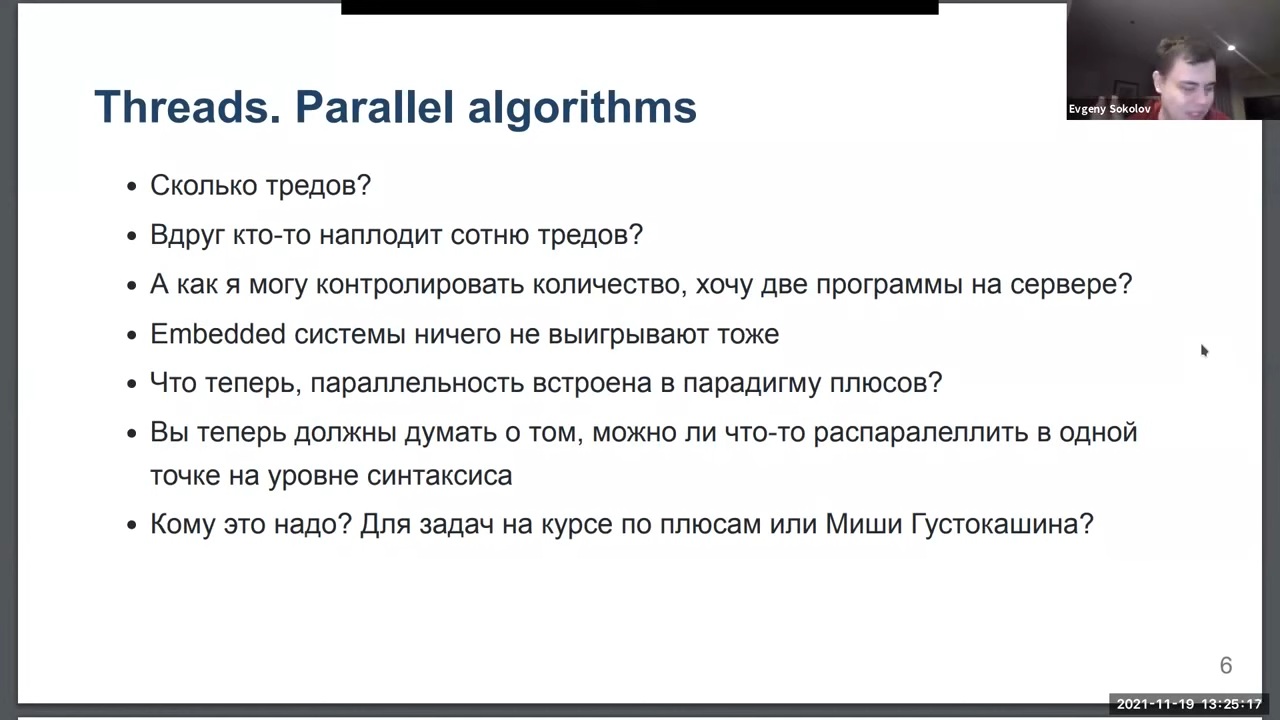 Threads. Parallel algorithms
Evgeny Sokolov
Сколько тредов?
Вдруг кто-то наплодит сотню тредов?
А как я могу контролировать количество, хочу две программы на сервере?
Embedded системы ничего не выигрывают тоже
Что теперь, параллельность встроена в парадигму плюсов?
Вы теперь должны думать о том, можно ли что-то распаралеллить в одной
точке на уровне синтаксиса
Кому это надо? Для задач на курсе по плюсам или Миши Густокашина?
6
2021-11-19 13:25:17